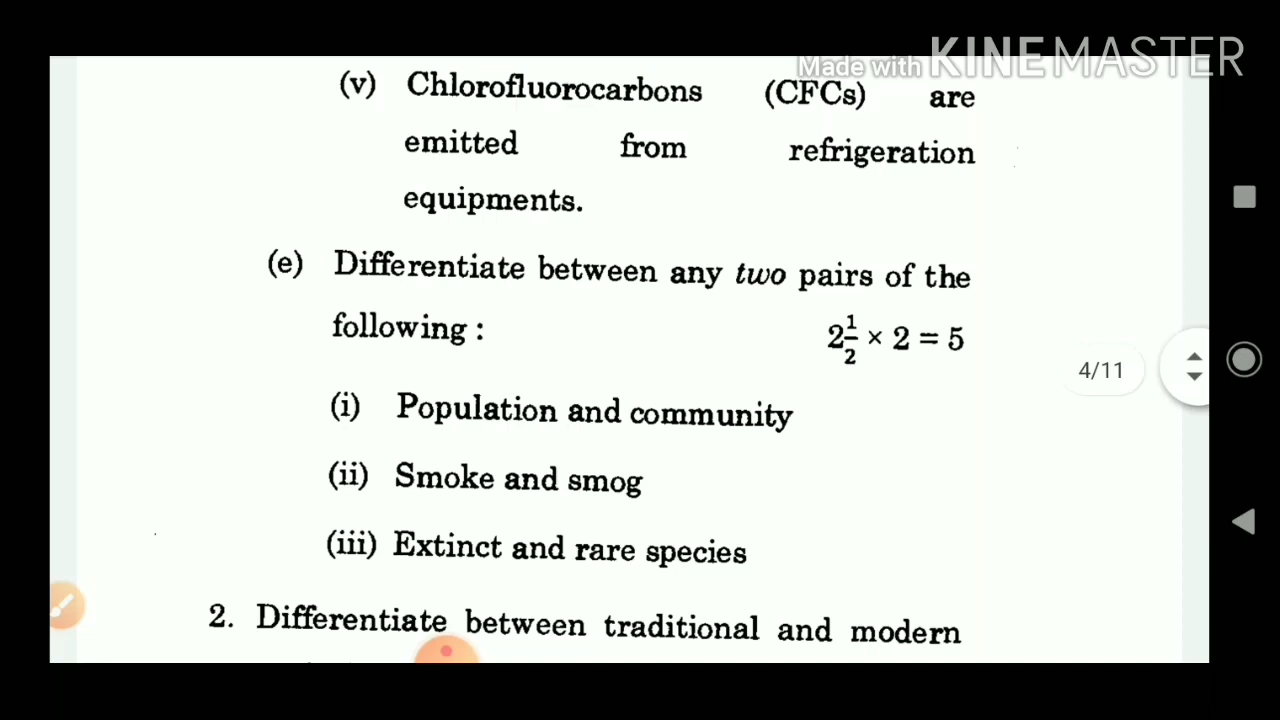 Made with KINEMASTER
(v) Chlorofluorocarbons (CFCs) are
emitted from refrigeration
equipments.
(e) Differentiate between any two pairs of the
following : 2½ × 2 = 5
4/11
(i) Population and community
(ii) Smoke and smog
(iii) Extinct and rare species
2. Differentiate between traditional and modern